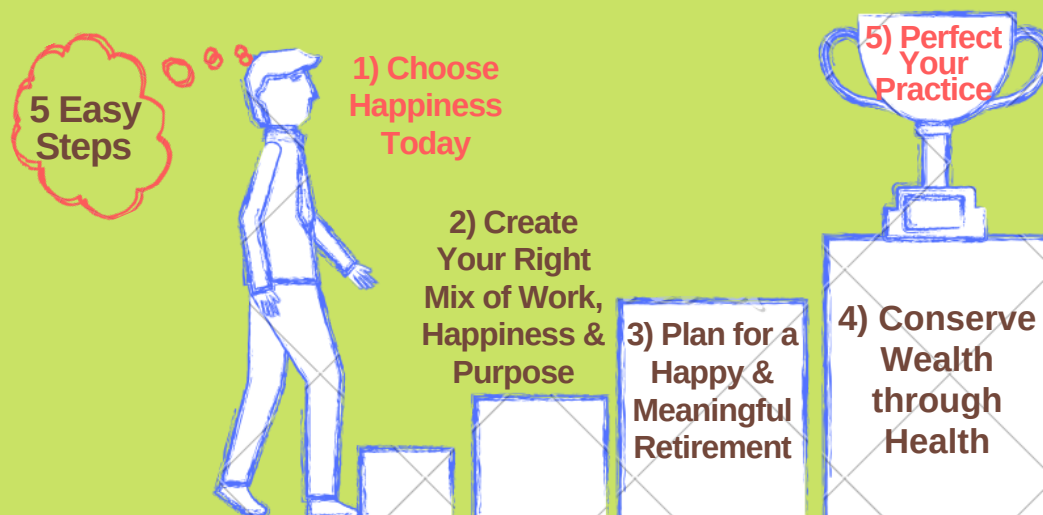 5 Easy
Steps
1) Choose
Happiness
Today
2) Create
Your Right
Mix of Work,
Happiness &
Purpose
3) Plan for a
Happy &
Meaningful
Retirement
4) Conserve
Wealth
through
Health
5) Perfect
Your
Practice